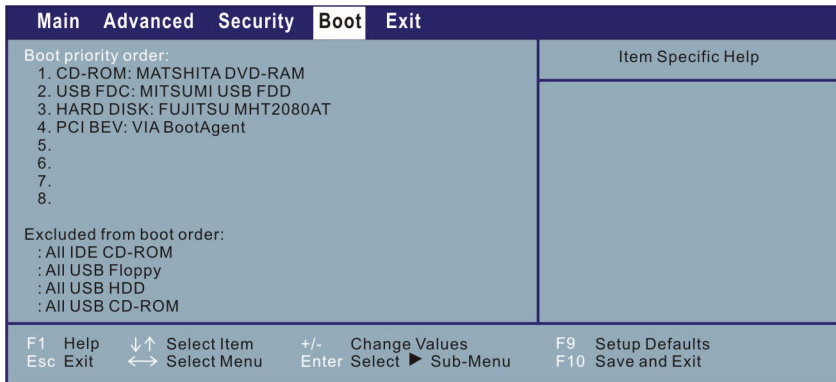 Main Advanced Security Boot Exit
Boot priority order:
1. CD-ROM: MATSHITA DVD-RAM
2. USB FDC: MITSUMI USB FDD
3. HARD DISK: FUJITSU MHT2080AT
4. PCI BEV: VIA BootAgent
5.
6.
7.
8.
Excluded from boot order:
: All IDE CD-ROM
: All USB Floppy
: All USB HDD
: All USB CD-ROM
Item Specific Help
F1 Help ↓↑ Select Item +/- Change Values F9 Setup Defaults
Esc Exit ↔ Select Menu Enter Select ▶ Sub-Menu F10 Save and Exit